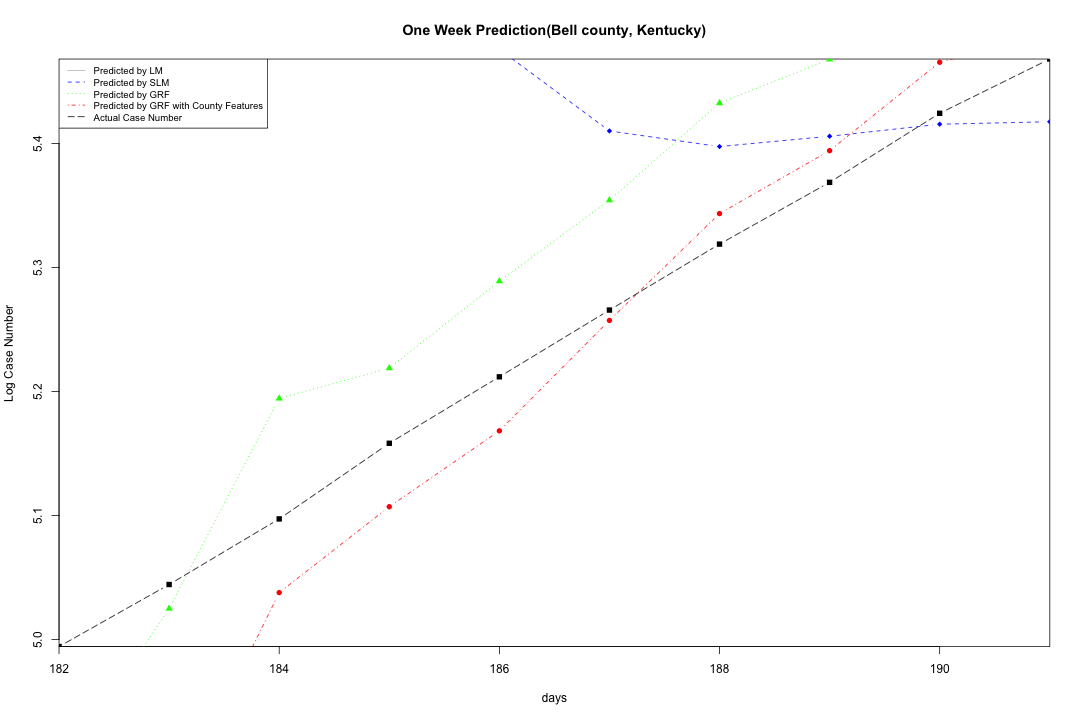 One Week Prediction(Bell county, Kentucky)
Predicted by LM
Predicted by SLM
Predicted by GRF
Predicted by GRF with County Features
Actual Case Number
Log Case Number
5.4
5.3
5.2
5.1
5.0
182 184 186 188 190
days